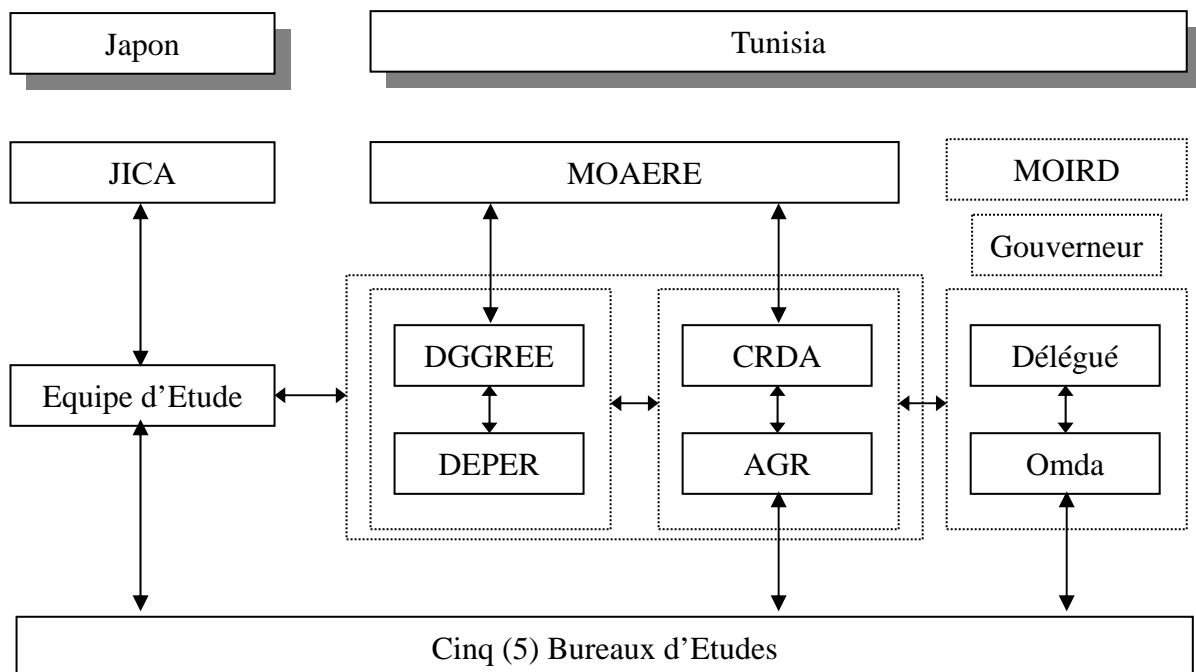 Japon
Tunisia
JICA
MOAERE
MOIRD
Gouverneur
DGGREE
CRDA
Délégué
Equipe d’Etude
DEPER
AGR
Omda
Cinq (5) Bureaux d’Etudes